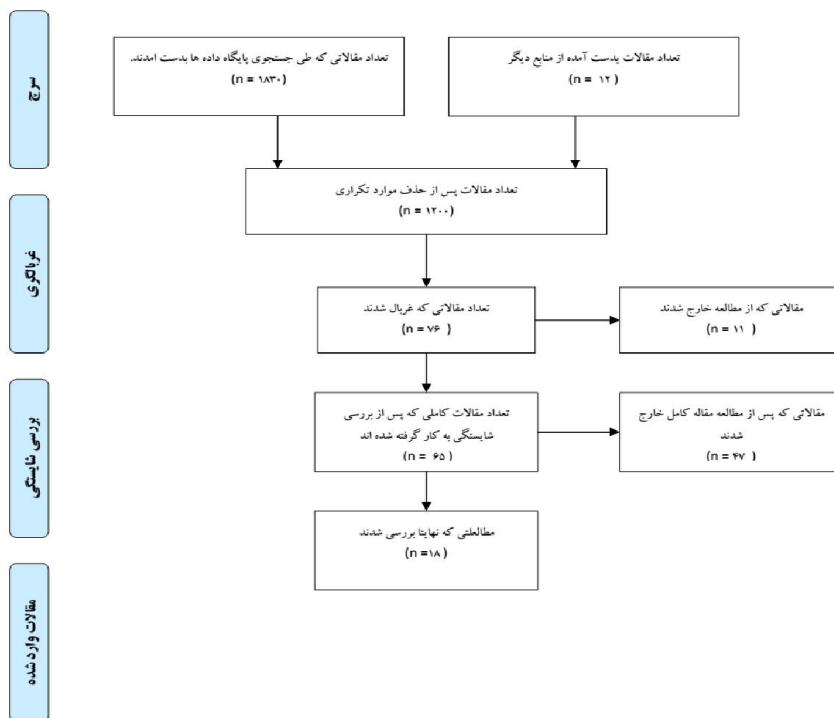 سرچ
تعداد مقالاتی که طی جستجوی پایگاه داده ها بدست امدند.
(n = ۱۸۳۰)
تعداد مقالات بدست آمده از منابع دیگر
(n = ۱۲)
تعداد مقالات پس از حذف موارد تکراری
(n = ۱۲۰۰)
غربالگری
تعداد مقالاتی که غربال شدند
(n = ۷۶)
مقالاتی که از مطالعه خارج شدند
(n = ۱۱)
بررسی شایستگی
تعداد مقالات کاملی که پس از بررسی
شایستگی به کار گرفته شده اند
(n = ۶۵)
مقالاتی که پس از مطالعه مقاله کامل خارج
شدند
(n = ۴۷)
مطالعلتی که نهایتا بررسی شدند
(n =۱۸)
مقالات وارد شده